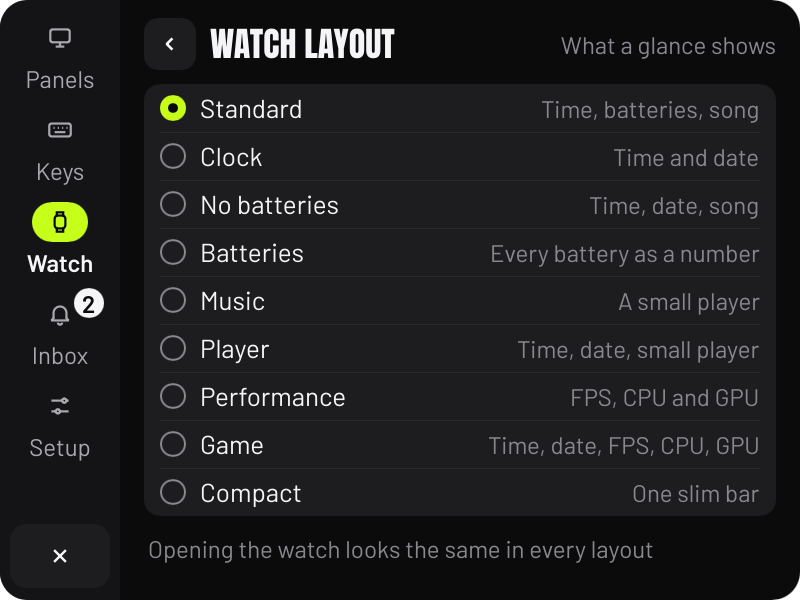 WATCH LAYOUT
What a glance shows
Panels
Keys
Watch
2
Inbox
Setup
Standard
Time, batteries, song
Clock
Time and date
No batteries
Time, date, song
Batteries
Every battery as a number
Music
A small player
Player
Time, date, small player
Performance
FPS, CPU and GPU
Game
Time, date, FPS, CPU, GPU
Compact
One slim bar
Opening the watch looks the same in every layout